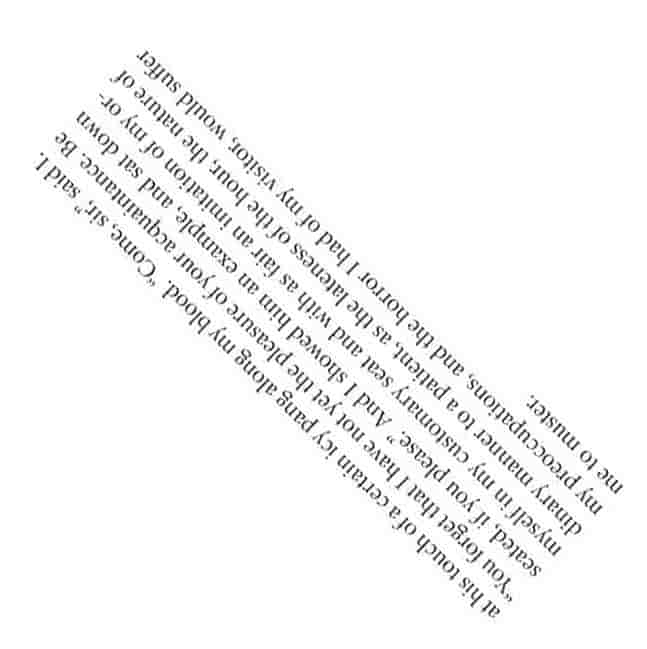 at his touch of a certain icy pang along my blood. “Come, sir,” said I.
“You forget that I have not yet the pleasure of your acquaintance. Be
seated, if you please.” And I showed him an example, and sat down
myself in my customary seat and with as fair an imitation of my or-
dinary manner to a patient, as the lateness of the hour, the nature of
my preoccupations, and the horror I had of my visitor, would suffer
me to muster.